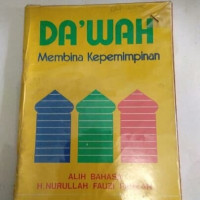 DA'WAH
Membina Kepemimpinan
ALIH BAHASA
H.NURULLAH FAUZI